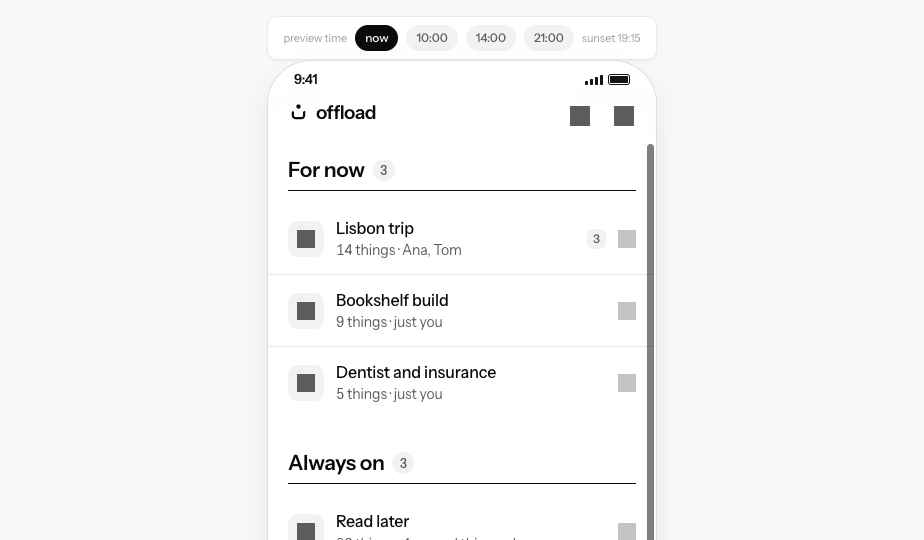 preview time now 10:00 14:00 21:00 sunset 19:15
9:41
offload
For now 3
Lisbon trip
14 things · Ana, Tom
3
Bookshelf build
9 things · just you
Dentist and insurance
5 things · just you
Always on 3
Read later